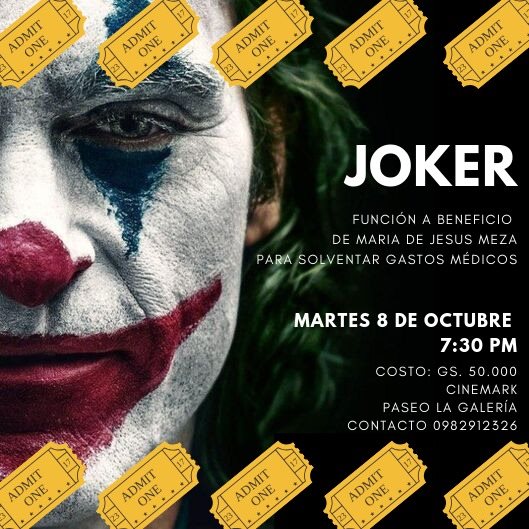 ADMIT
ONE
ADMIT
ONE
ADMIT
ONE
ADMIT
ONE
ADMIT
ONE
JOKER
FUNCIÓN A BENEFICIO
DE MARIA DE JESUS MEZA
PARA SOLVENTAR GASTOS MÉDICOS
MARTES 8 DE OCTUBRE
7:30 PM
COSTO: GS. 50.000
CINEMARK
PASEO LA GALERÍA
CONTACTO 0982912326
ADMIT
ONE
ADMIT
ONE
ADMIT
ONE
ADMIT
ONE
ADMIT
ONE